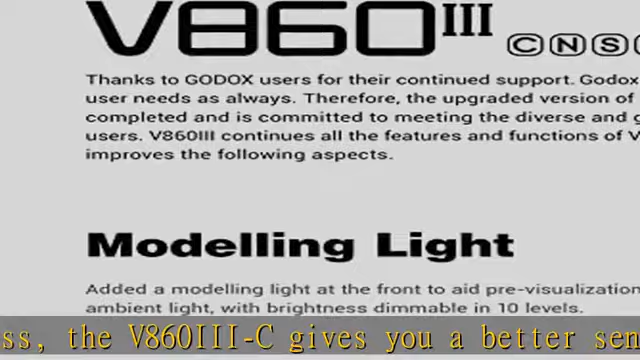 V860III ⒸⓃⓈ
Thanks to GODOX users for their continued support. Godox
user needs as always. Therefore, the upgraded version of
completed and is committed to meeting the diverse and
users. V860III continues all the features and functions of
improves the following aspects.
Modelling Light
Added a modelling light at the front to aid pre-visualization
ambient light, with brightness dimmable in 10 levels.
the V860III-C gives you a better